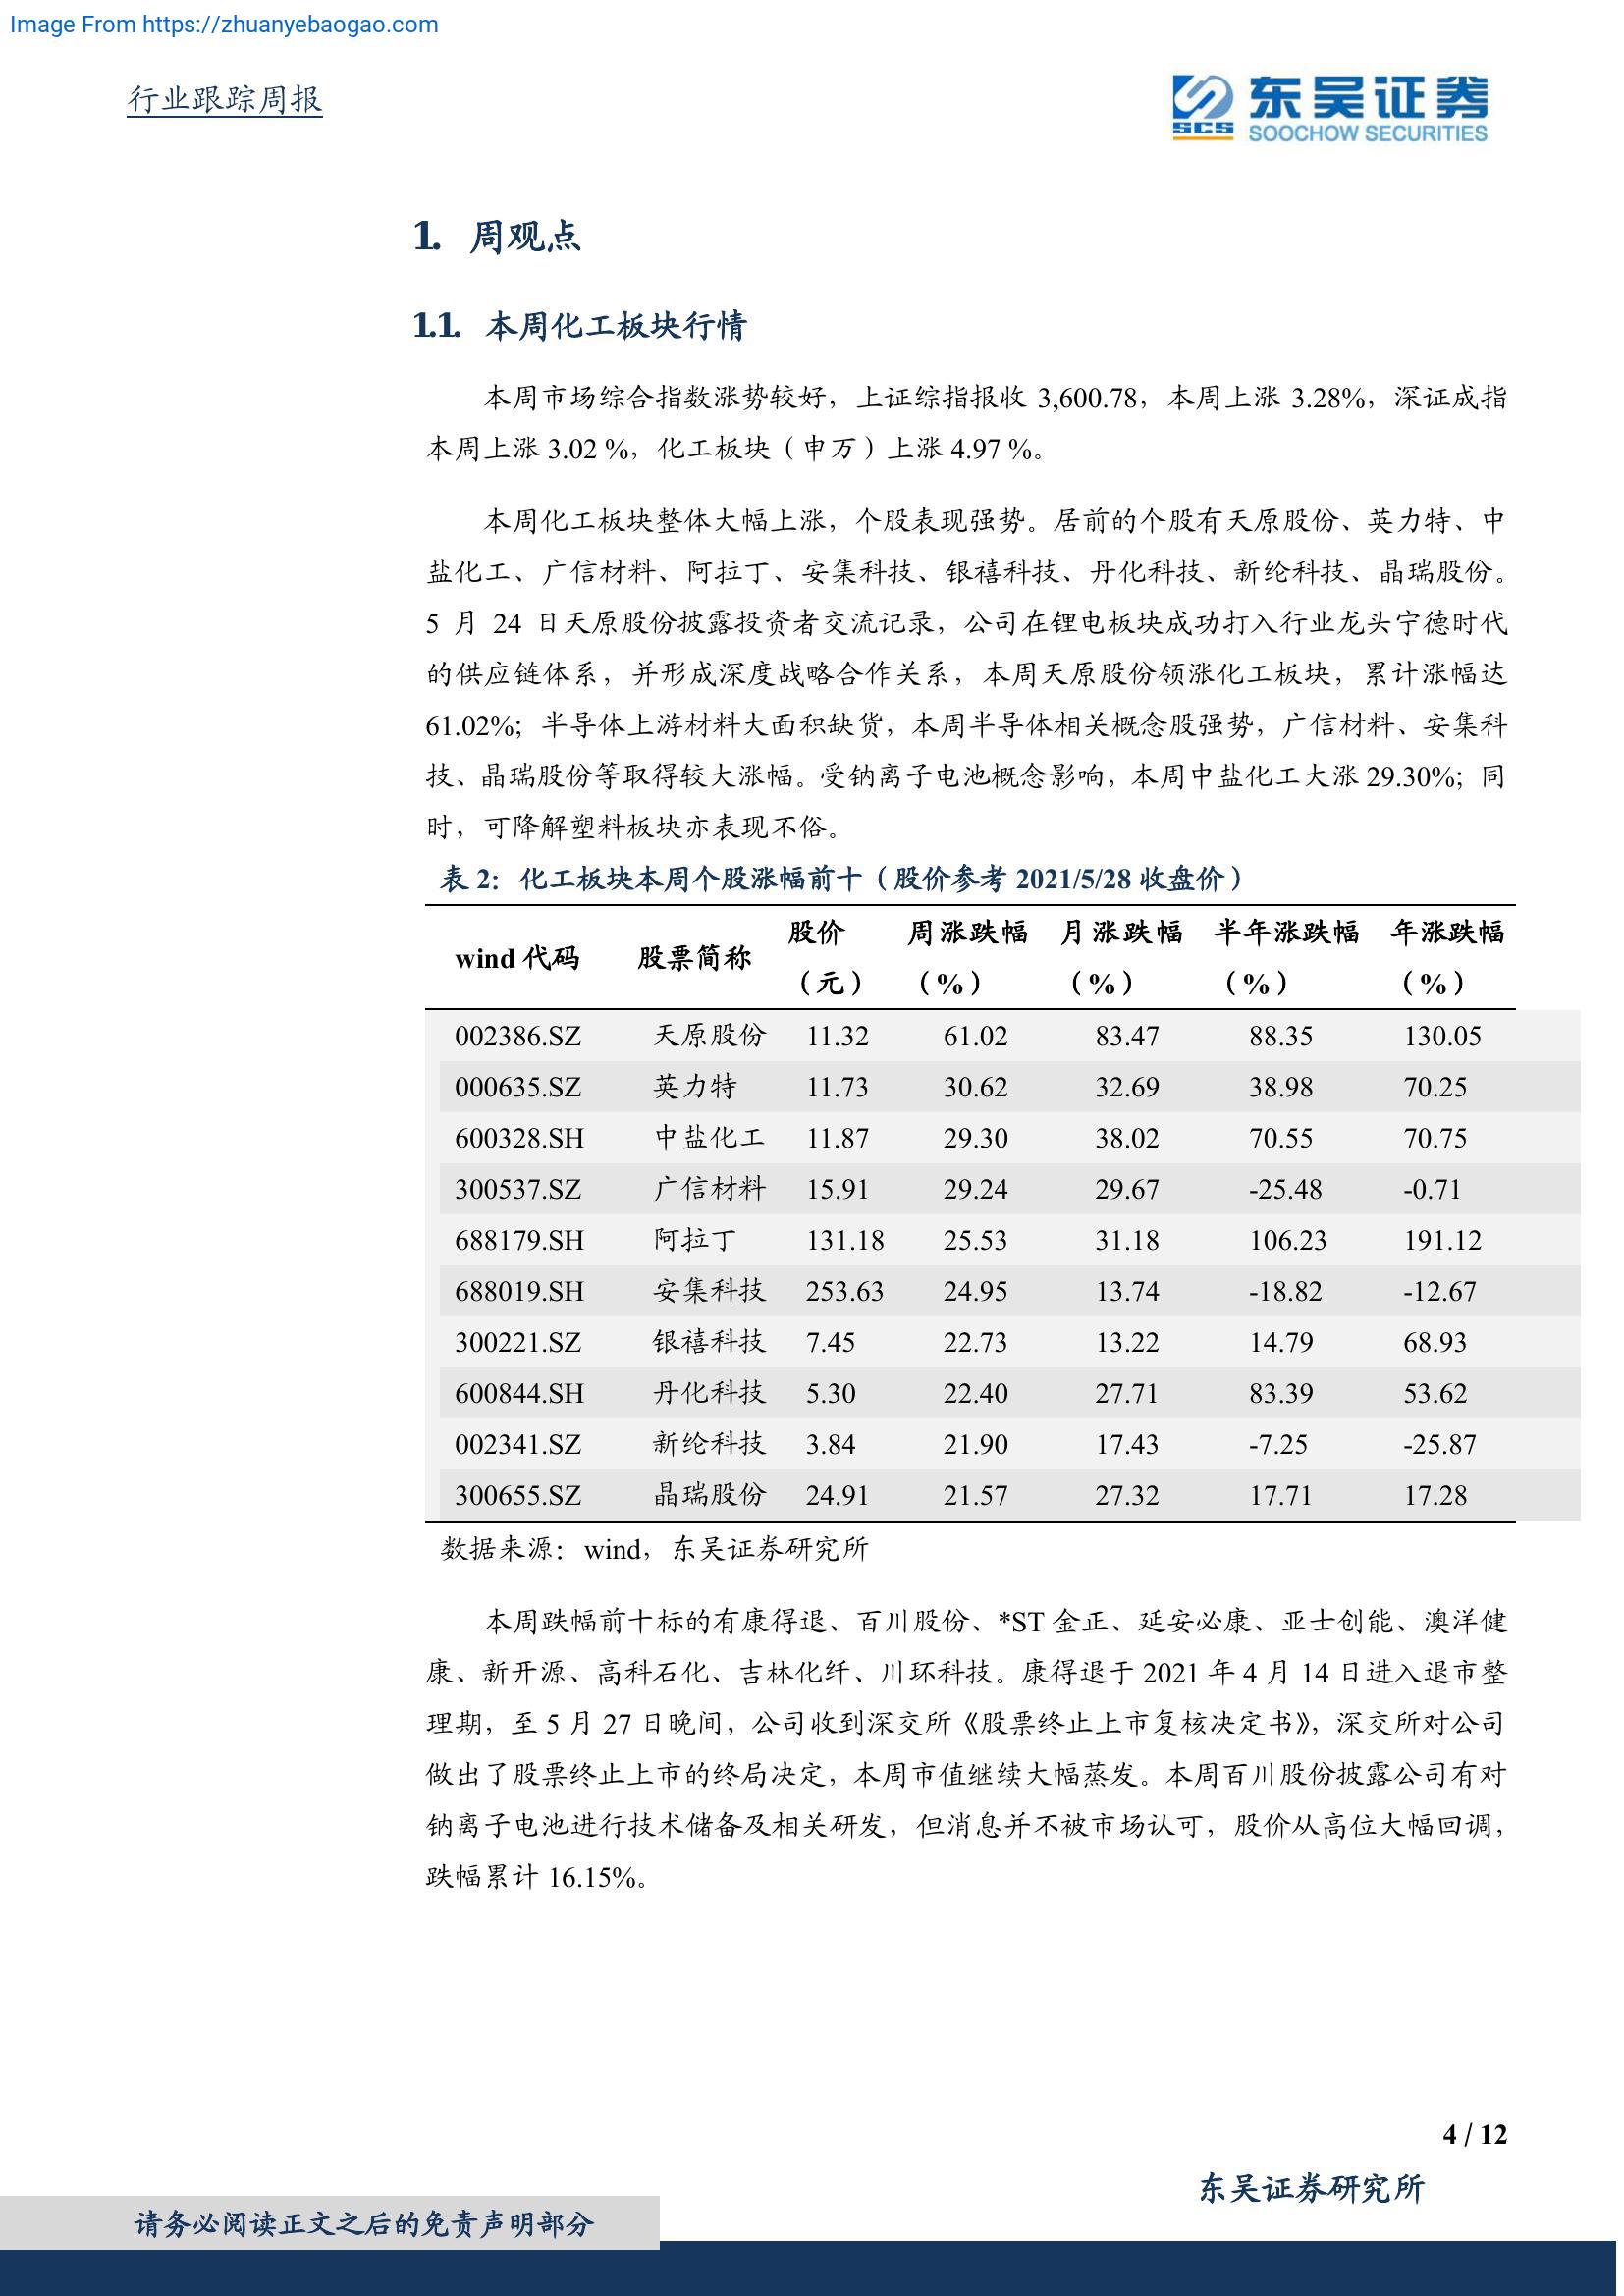 Image From https://zhuanyebaogao.com
行业跟踪周报
SCS 东吴证券
SOOCHOW SECURITIES
1. 周观点
1.1. 本周化工板块行情
本周市场综合指数涨势较好，上证综指报收 3,600.78，本周上涨 3.28%，深证成指
本周上涨 3.02 %，化工板块（申万）上涨 4.97 %。
本周化工板块整体大幅上涨，个股表现强势。居前的个股有天原股份、英力特、中
盐化工、广信材料、阿拉丁、安集科技、银禧科技、丹化科技、新纶科技、晶瑞股份。
5 月 24 日天原股份披露投资者交流记录，公司在锂电板块成功打入行业龙头宁德时代
的供应链体系，并形成深度战略合作关系，本周天原股份领涨化工板块，累计涨幅达
61.02%；半导体上游材料大面积缺货，本周半导体相关概念股强势，广信材料、安集科
技、晶瑞股份等取得较大涨幅。受钠离子电池概念影响，本周中盐化工大涨 29.30%；同
时，可降解塑料板块亦表现不俗。
表 2：化工板块本周个股涨幅前十（股价参考 2021/5/28 收盘价）
wind 代码 股票简称 股价（元） 周涨跌幅（%） 月涨跌幅（%） 半年涨跌幅（%） 年涨跌幅（%）
002386.SZ 天原股份 11.32 61.02 83.47 88.35 130.05
000635.SZ 英力特 11.73 30.62 32.69 38.98 70.25
600328.SH 中盐化工 11.87 29.30 38.02 70.55 70.75
300537.SZ 广信材料 15.91 29.24 29.67 -25.48 -0.71
688179.SH 阿拉丁 131.18 25.53 31.18 106.23 191.12
688019.SH 安集科技 253.63 24.95 13.74 -18.82 -12.67
300221.SZ 银禧科技 7.45 22.73 13.22 14.79 68.93
600844.SH 丹化科技 5.30 22.40 27.71 83.39 53.62
002341.SZ 新纶科技 3.84 21.90 17.43 -7.25 -25.87
300655.SZ 晶瑞股份 24.91 21.57 27.32 17.71 17.28
数据来源：wind，东吴证券研究所
本周跌幅前十标的有康得退、百川股份、*ST 金正、延安必康、亚士创能、澳洋健
康、新开源、高科石化、吉林化纤、川环科技。康得退于 2021 年 4 月 14 日进入退市整
理期，至 5 月 27 日晚间，公司收到深交所《股票终止上市复核决定书》，深交所对公司
做出了股票终止上市的终局决定，本周市值继续大幅蒸发。本周百川股份披露公司有对
钠离子电池进行技术储备及相关研发，但消息并不被市场认可，股价从高位大幅回调，
跌幅累计 16.15%。
4 / 12
东吴证券研究所
请务必阅读正文之后的免责声明部分